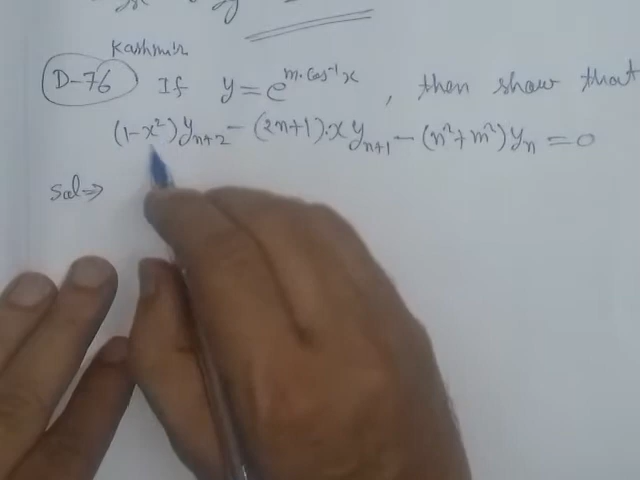 Kashmir
D-76 If y = e^{m.cos⁻¹x}, then show that
(1-x²)y_{n+2} - (2n+1).x y_{n+1} - (n²+m²)y_n = 0
Sol⇒